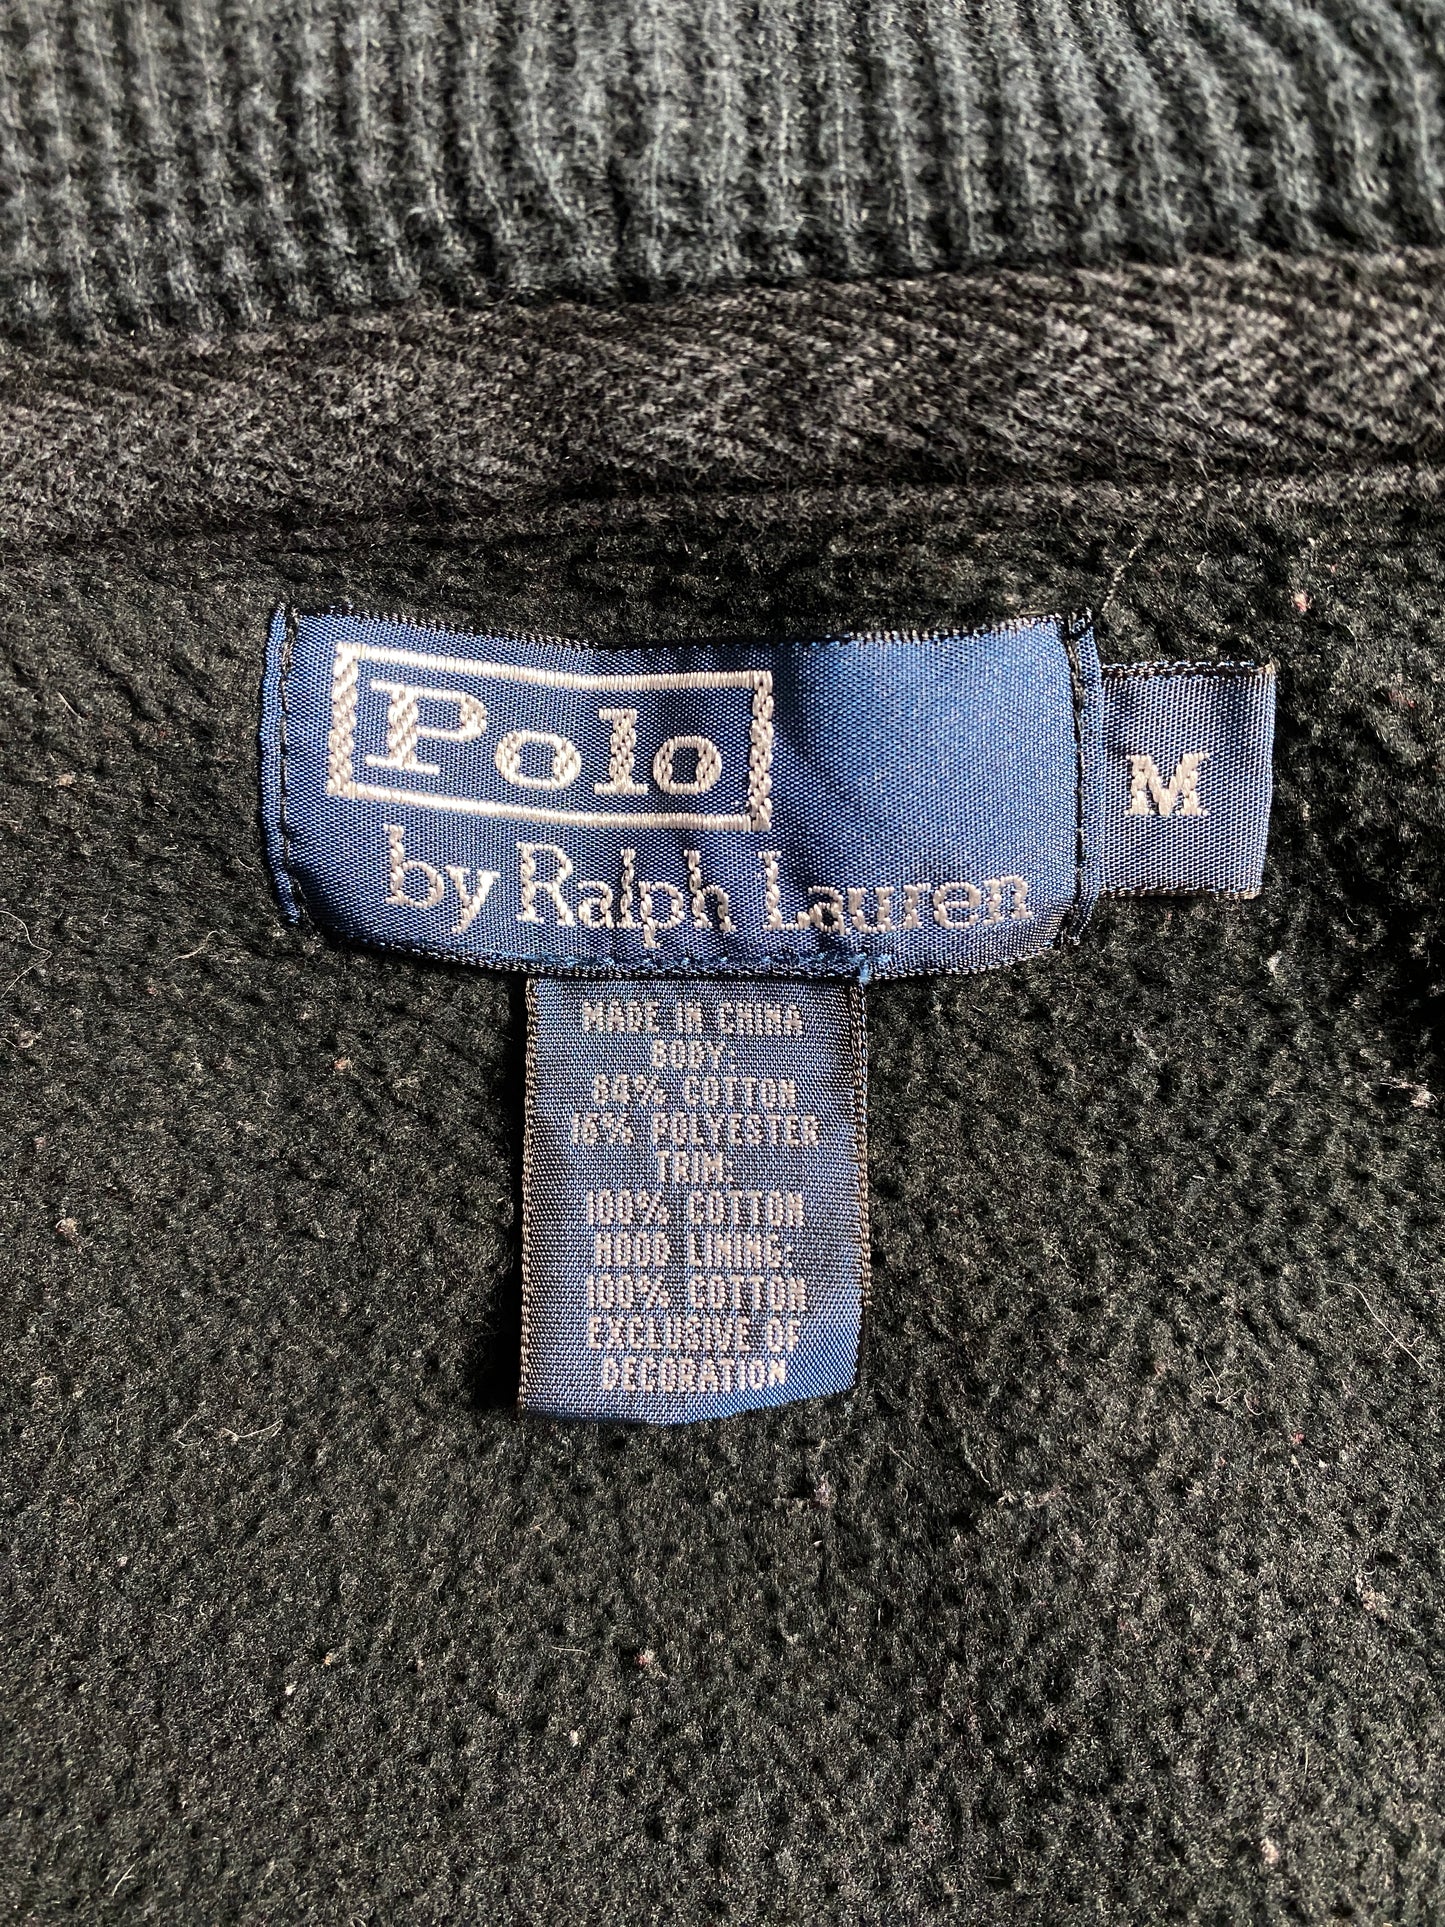 Polo
by Ralph Lauren
M
MADE IN CHINA
BODY:
84% COTTON
16% POLYESTER
TRIM:
100% COTTON
HOOD LINING:
100% COTTON
EXCLUSIVE OF
DECORATION